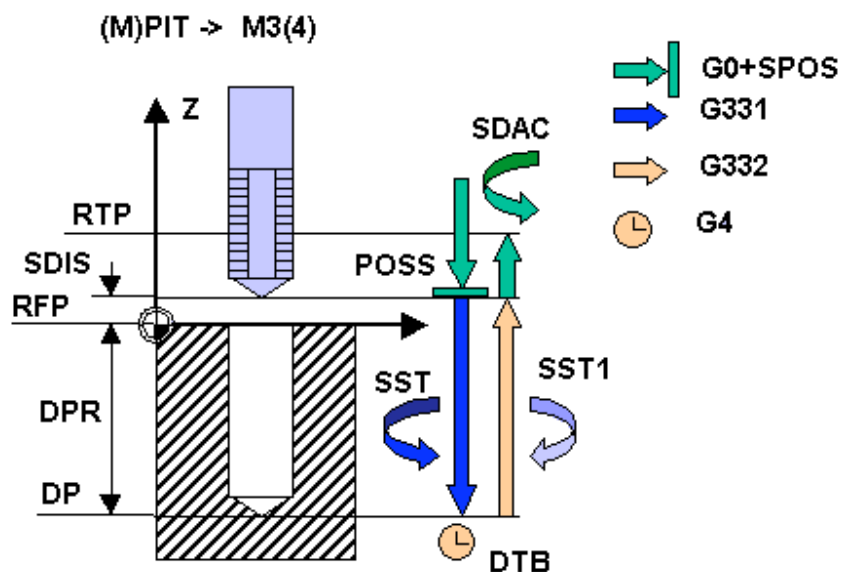 (M)PIT -> M3(4)
Z
SDAC
RTP
SDIS
POSS
RFP
SST
SST1
DPR
DP
DTB
G0+SPOS
G331
G332
G4